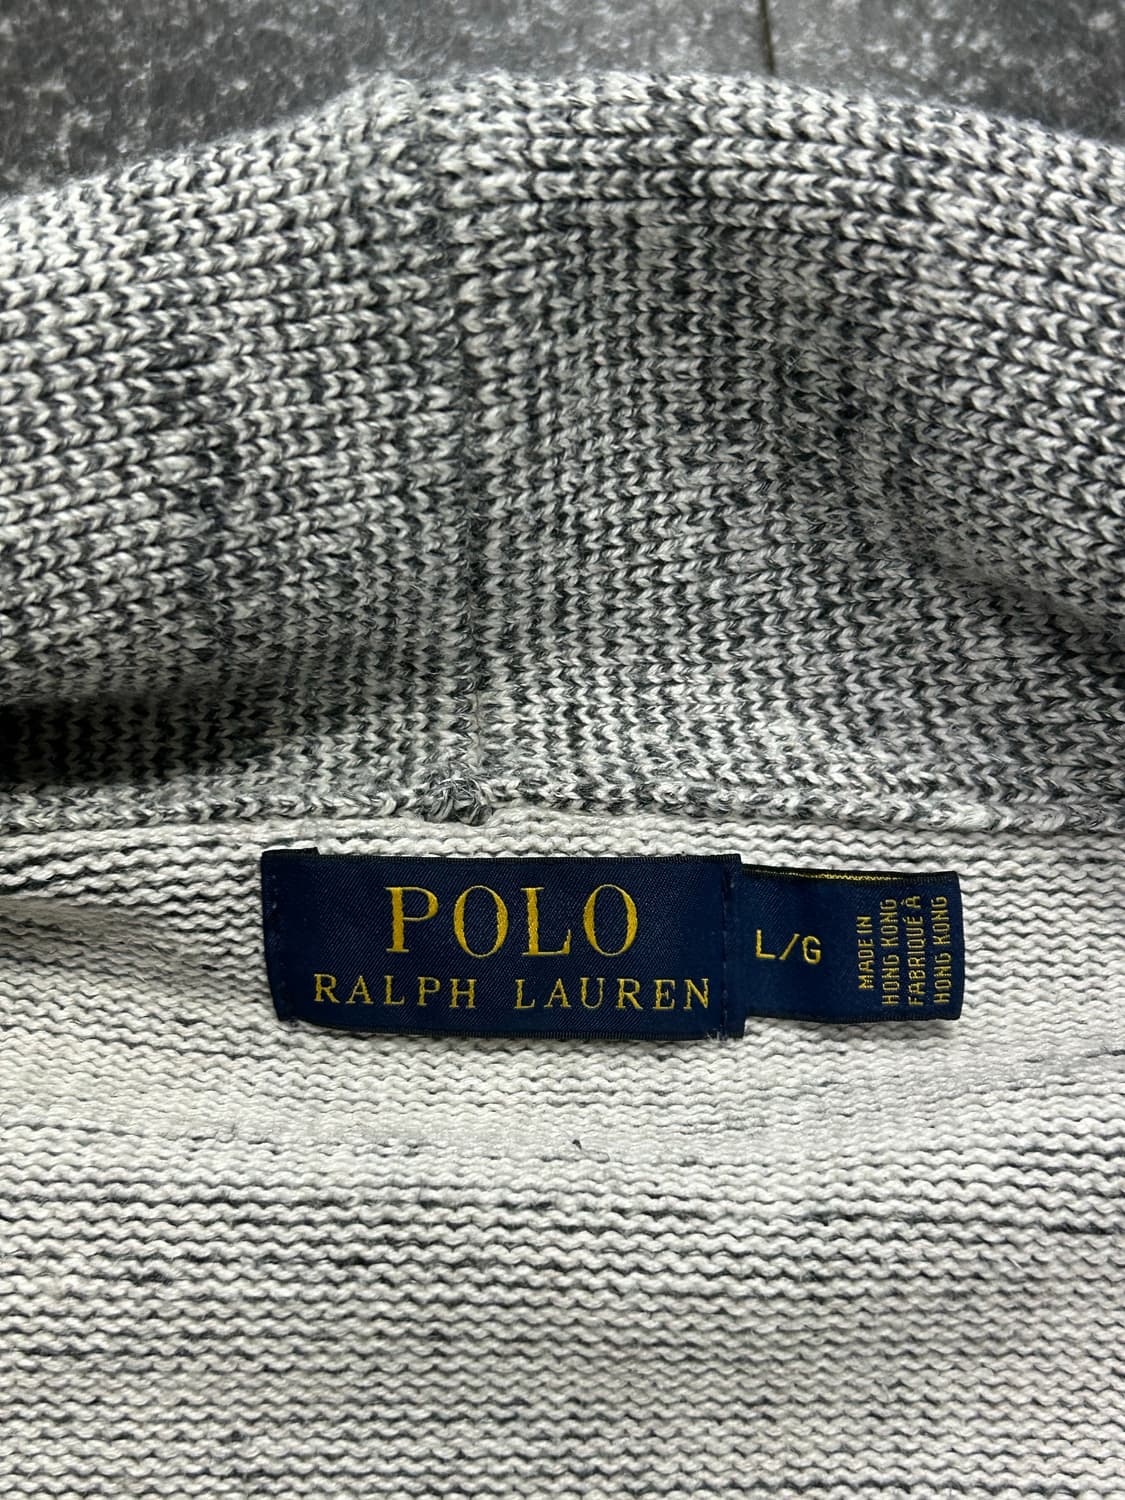 POLO
RALPH LAUREN
L/G
MADE IN
HONG KONG
FABRIQUÉ À
HONG KONG